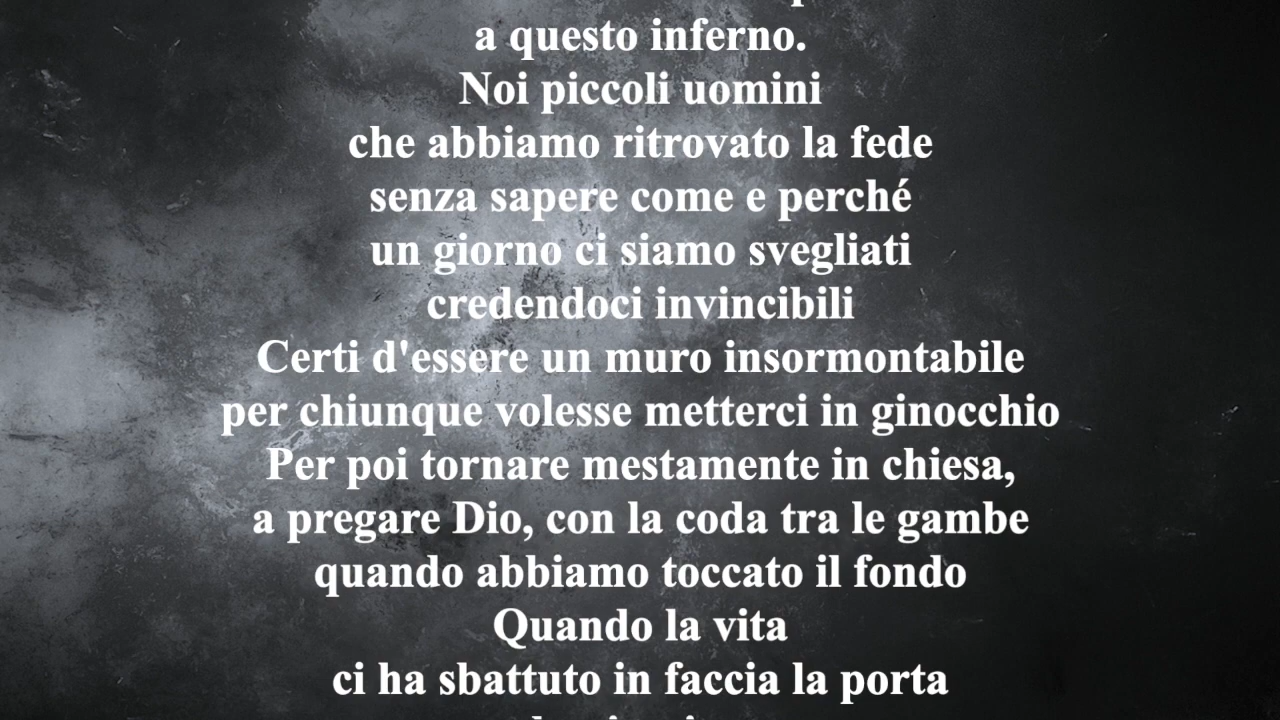 a questo inferno.
Noi piccoli uomini
che abbiamo ritrovato la fede
senza sapere come e perché
un giorno ci siamo svegliati
credendoci invincibili
Certi d'essere un muro insormontabile
per chiunque volesse metterci in ginocchio
Per poi tornare mestamente in chiesa,
a pregare Dio, con la coda tra le gambe
quando abbiamo toccato il fondo
Quando la vita
ci ha sbattuto in faccia la porta